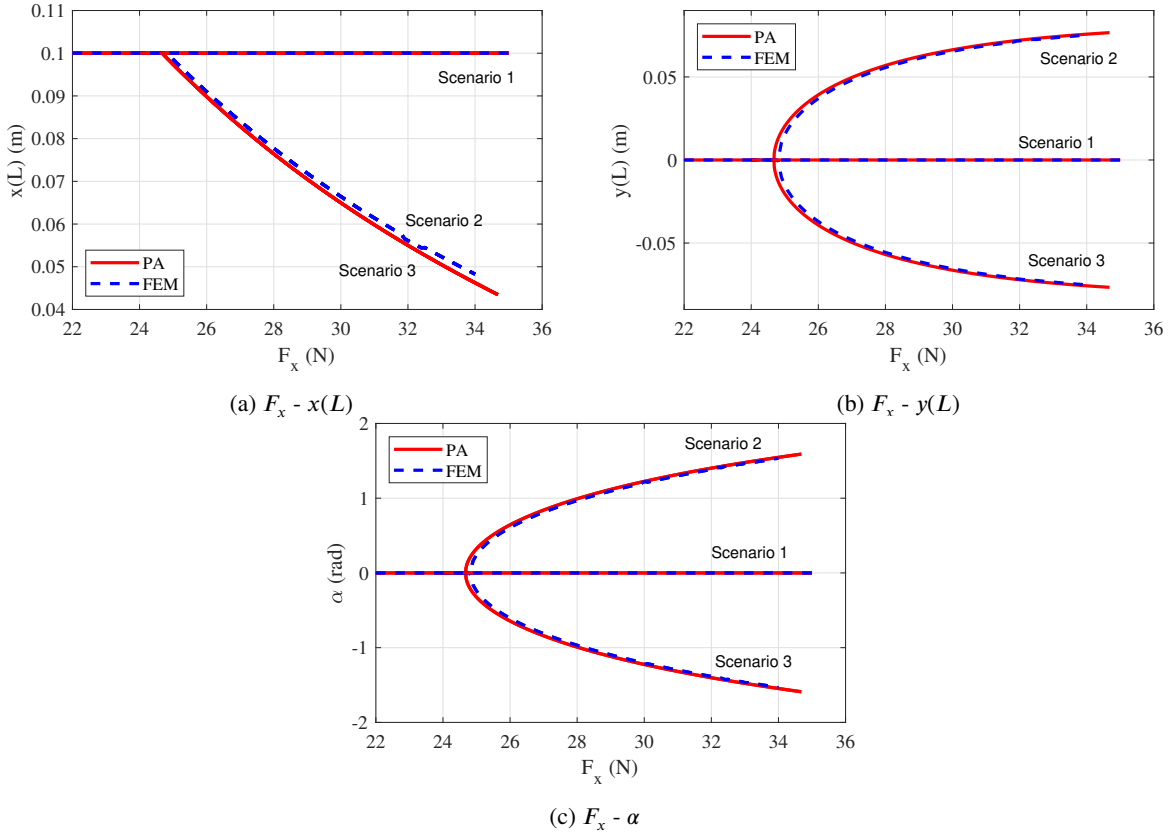 0.11
0.1
0.09
0.08
0.07
0.06
0.05
0.04
x(L) (m)
Scenario 1
Scenario 2
Scenario 3
PA
FEM
22 24 26 28 30 32 34 36
F_x (N)
(a) F_x - x(L)
PA
FEM
0.05
0
-0.05
y(L) (m)
Scenario 2
Scenario 1
Scenario 3
22 24 26 28 30 32 34 36
F_x (N)
(b) F_x - y(L)
2
1
0
-1
-2
α (rad)
PA
FEM
Scenario 2
Scenario 1
Scenario 3
22 24 26 28 30 32 34 36
F_x (N)
(c) F_x - α